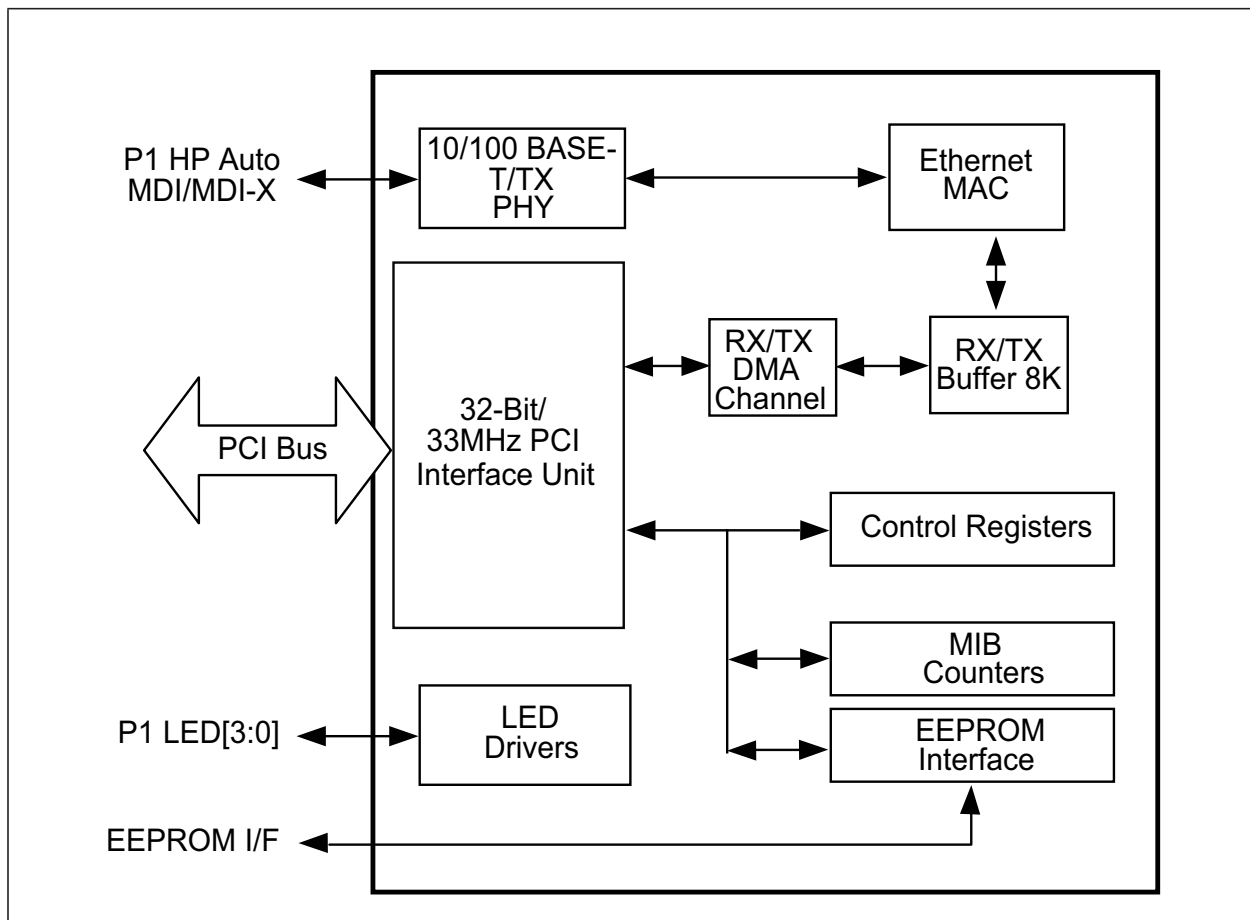 P1 HP Auto
MDI/MDI-X
10/100 BASE-
T/TX
PHY
Ethernet
MAC
RX/TX
DMA
Channel
RX/TX
Buffer 8K
PCI Bus
32-Bit/
33MHz PCI
Interface Unit
Control Registers
MIB
Counters
P1 LED[3:0]
LED
Drivers
EEPROM
Interface
EEPROM I/F